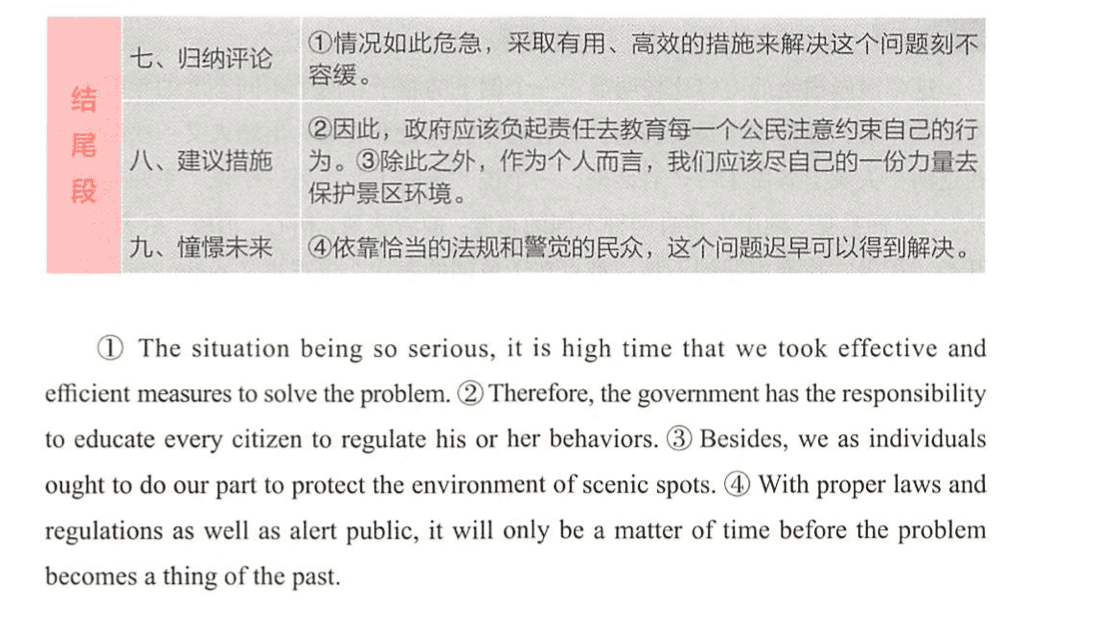 结
尾
段
七、归纳评论
①情况如此危急，采取有用、高效的措施来解决这个问题刻不
容缓。
八、建议措施
②因此，政府应该负起责任去教育每一个公民注意约束自己的行
为。③除此之外，作为个人而言，我们应该尽自己的一份力量去
保护景区环境。
九、憧憬未来
④依靠恰当的法规和警觉的民众，这个问题迟早可以得到解决。
① The situation being so serious, it is high time that we took effective and
efficient measures to solve the problem. ② Therefore, the government has the responsibility
to educate every citizen to regulate his or her behaviors. ③ Besides, we as individuals
ought to do our part to protect the environment of scenic spots. ④ With proper laws and
regulations as well as alert public, it will only be a matter of time before the problem
becomes a thing of the past.